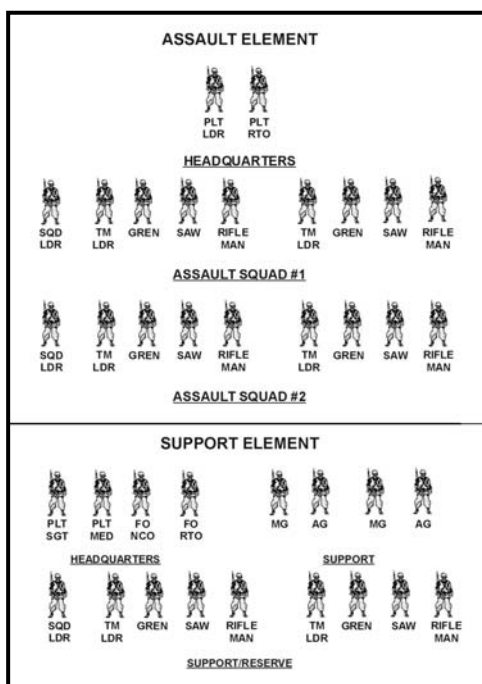 ASSAULT ELEMENT
PLT PLT
LDR RTO
HEADQUARTERS
SQD TM GREN SAW RIFLE TM GREN SAW RIFLE
LDR LDR MAN LDR MAN
ASSAULT SQUAD #1
SQD TM GREN SAW RIFLE TM GREN SAW RIFLE
LDR LDR MAN LDR MAN
ASSAULT SQUAD #2
SUPPORT ELEMENT
PLT PLT FO FO MG AG MG AG
SGT MED NCO RTO
HEADQUARTERS SUPPORT
SQD TM GREN SAW RIFLE TM GREN SAW RIFLE
LDR LDR MAN LDR MAN
SUPPORT/RESERVE